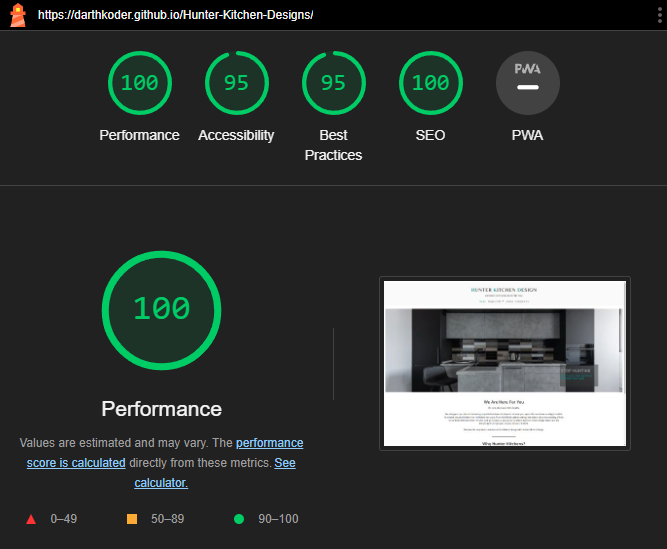 https://darthkoder.github.io/Hunter-Kitchen-Designs/
100
95
95
100
PWA
Performance
Accessibility
Best
Practices
SEO
PWA
100
Performance
Values are estimated and may vary. The performance
score is calculated directly from these metrics. See
calculator.
0–49
50–89
90–100
HUNTER KITCHEN DESIGN
STOP HUNTING
We Are Here For You
Why Hunter Kitchens?